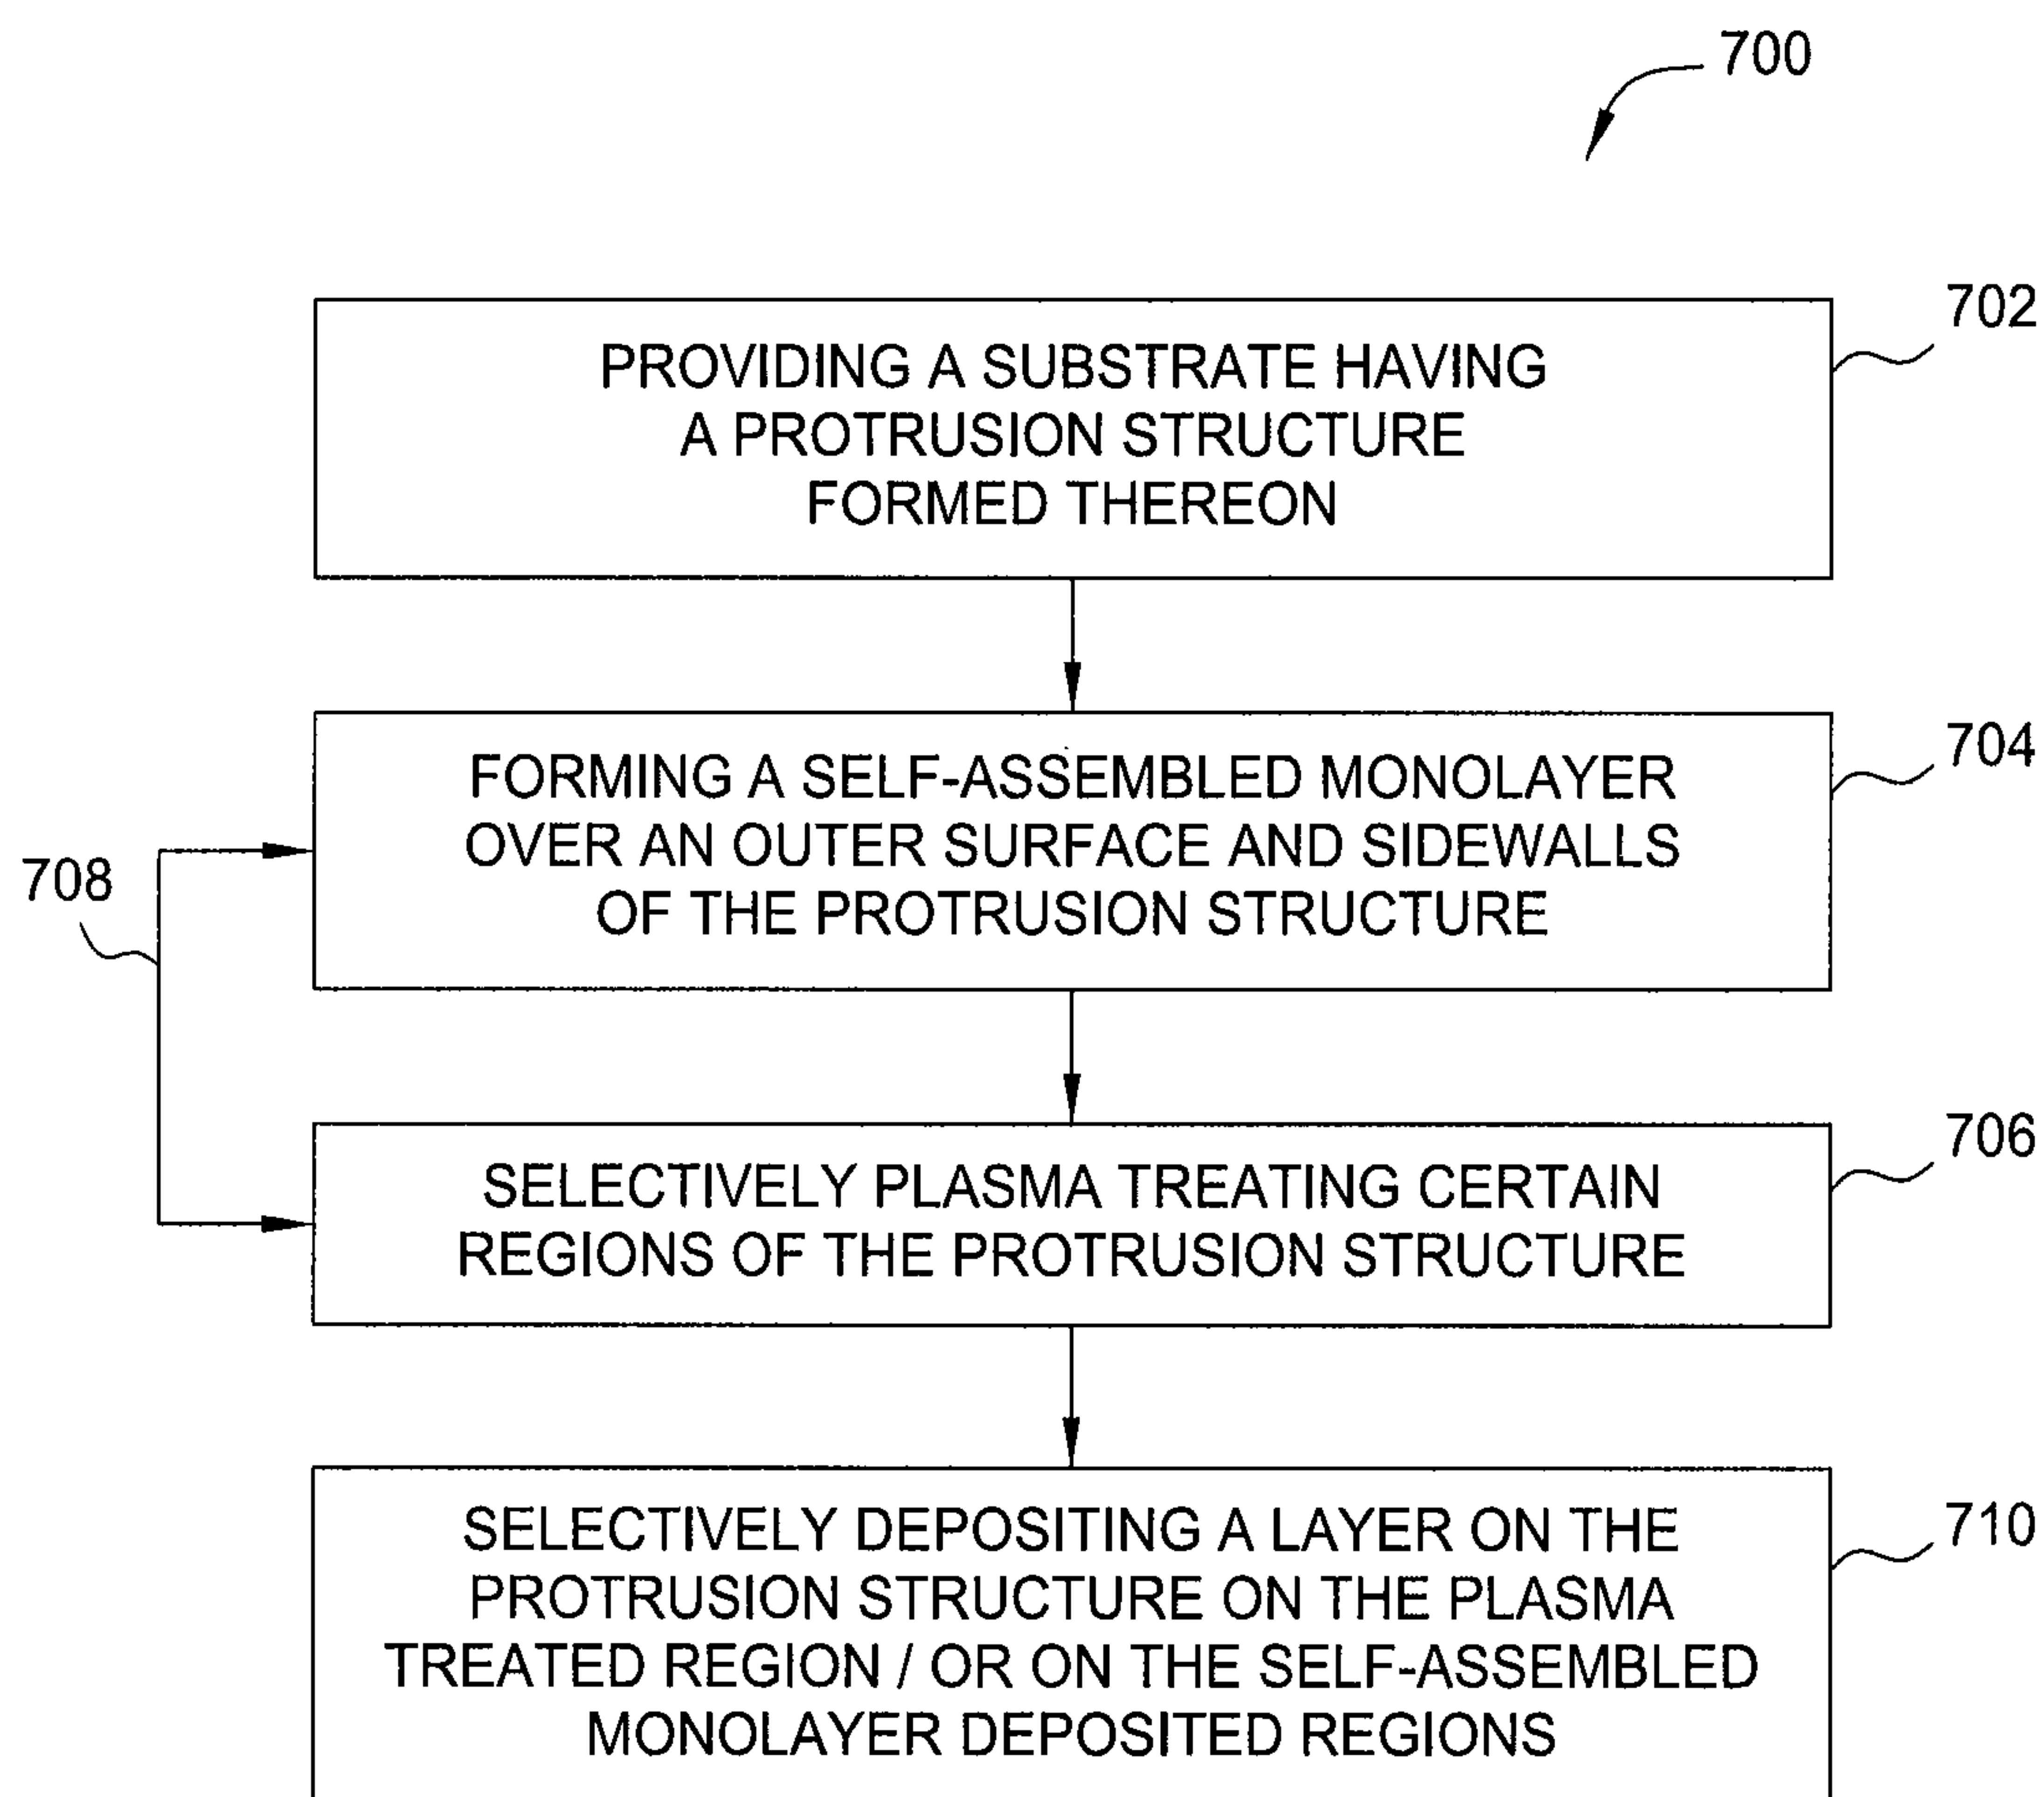 700
702
PROVIDING A SUBSTRATE HAVING
A PROTRUSION STRUCTURE
FORMED THEREON
704
FORMING A SELF-ASSEMBLED MONOLAYER
OVER AN OUTER SURFACE AND SIDEWALLS
OF THE PROTRUSION STRUCTURE
708
706
SELECTIVELY PLASMA TREATING CERTAIN
REGIONS OF THE PROTRUSION STRUCTURE
710
SELECTIVELY DEPOSITING A LAYER ON THE
PROTRUSION STRUCTURE ON THE PLASMA
TREATED REGION / OR ON THE SELF-ASSEMBLED
MONOLAYER DEPOSITED REGIONS